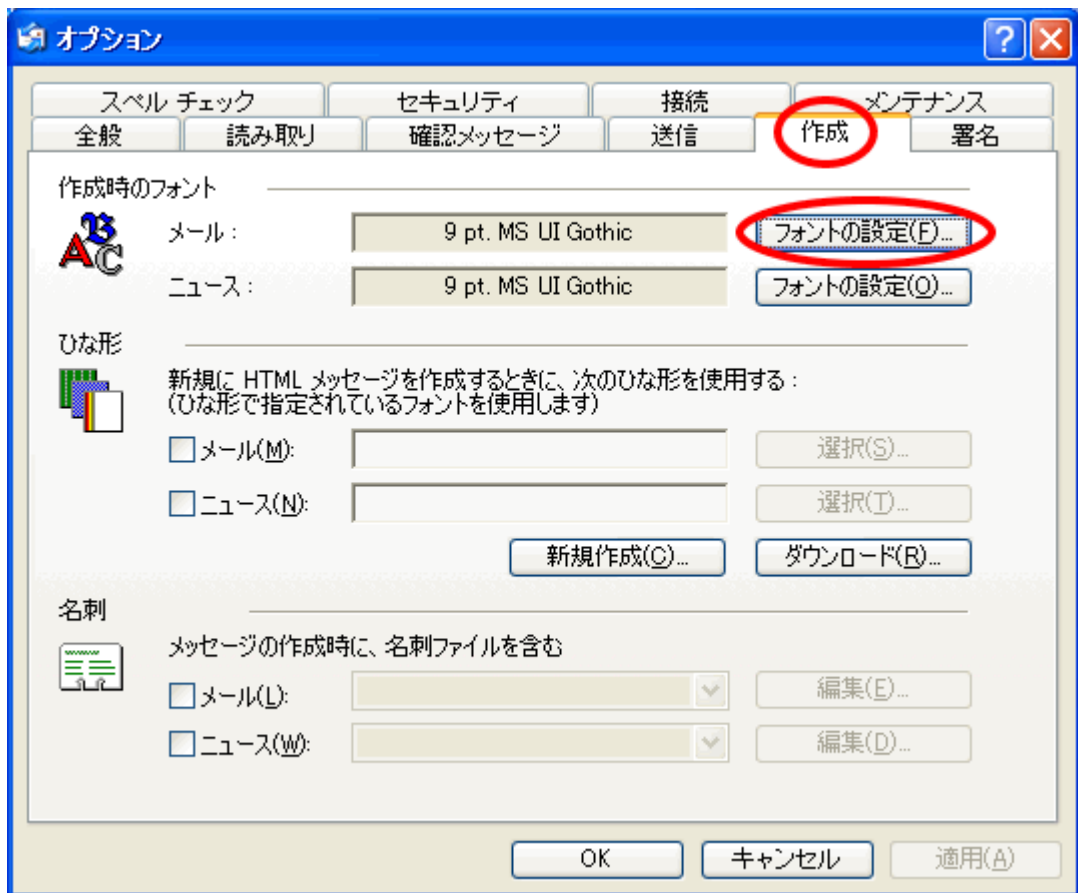 オプション
スペル チェック セキュリティ 接続 メンテナンス
全般 読み取り 確認メッセージ 送信 作成 署名
作成時のフォント
メール : 9 pt. MS UI Gothic フォントの設定(F)...
ニュース : 9 pt. MS UI Gothic フォントの設定(O)...
ひな形
新規に HTML メッセージを作成するときに、次のひな形を使用する :
(ひな形で指定されているフォントを使用します)
メール(M): 選択(S)...
ニュース(N): 選択(T)...
新規作成(C)... ダウンロード(R)...
名刺
メッセージの作成時に、名刺ファイルを含む
メール(L): 編集(E)...
ニュース(W): 編集(D)...
OK キャンセル 適用(A)